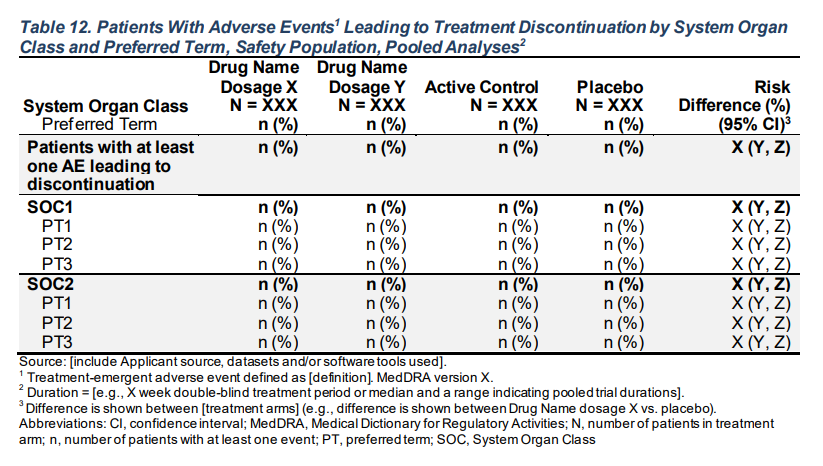 Table 12. Patients With Adverse Events1 Leading to Treatment Discontinuation by System Organ
Class and Preferred Term, Safety Population, Pooled Analyses2
System Organ Class
Preferred Term
Drug Name
Dosage X
N = XXX
n (%)
Drug Name
Dosage Y
N = XXX
n (%)
Active Control
N = XXX
n (%)
Placebo
N = XXX
n (%)
Risk
Difference (%)
(95% CI)3
Patients with at least n (%) n (%) n (%) n (%) X (Y, Z)
one AE leading to
discontinuation
SOC1 n (%) n (%) n (%) n (%) X (Y, Z)
PT1 n (%) n (%) n (%) n (%) X (Y, Z)
PT2 n (%) n (%) n (%) n (%) X (Y, Z)
PT3 n (%) n (%) n (%) n (%) X (Y, Z)
SOC2 n (%) n (%) n (%) n (%) X (Y, Z)
PT1 n (%) n (%) n (%) n (%) X (Y, Z)
PT2 n (%) n (%) n (%) n (%) X (Y, Z)
PT3 n (%) n (%) n (%) n (%) X (Y, Z)
Source: [include Applicant source, datasets and/or software tools used].
1 Treatment-emergent adverse event defined as [definition]. MedDRA version X.
2 Duration = [e.g., X week double-blind treatment period or median and a range indicating pooled trial durations].
3 Difference is shown between [treatment arms] (e.g., difference is shown between Drug Name dosage X vs. placebo).
Abbreviations: CI, confidence interval; MedDRA, Medical Dictionary for Regulatory Activities; N, number of patients in treatment
arm; n, number of patients with at least one event; PT, preferred term; SOC, System Organ Class